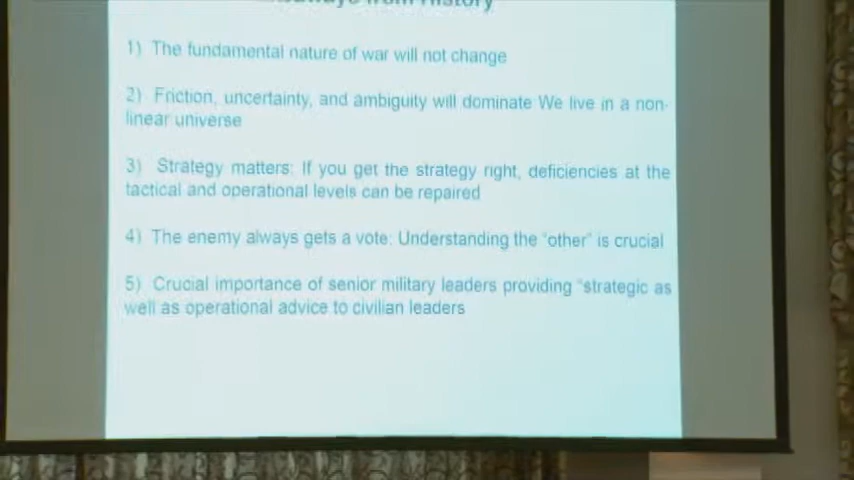 from History
1) The fundamental nature of war will not change
2) Friction, uncertainty, and ambiguity will dominate We live in a non-
linear universe
3) Strategy matters: If you get the strategy right, deficiencies at the
tactical and operational levels can be repaired
4) The enemy always gets a vote: Understanding the "other" is crucial
5) Crucial importance of senior military leaders providing "strategic as
well as operational advice to civilian leaders